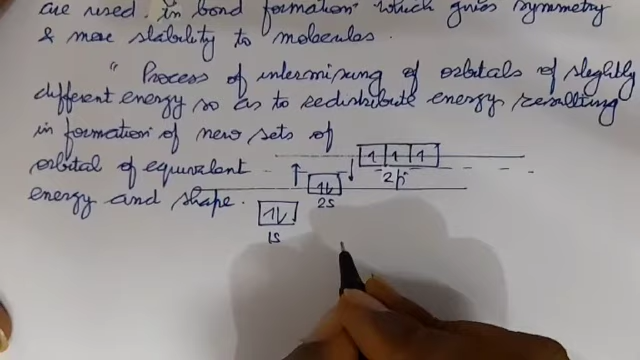 are used in bond formation which gives symmetry
& more stability to molecules.
" Process of intermixing of orbitals of slightly
different energy so as to redistribute energy resulting
in formation of new sets of
orbital of equivalent
energy and shape.
1 1 1
2p
1↓
2s
1↓
1s